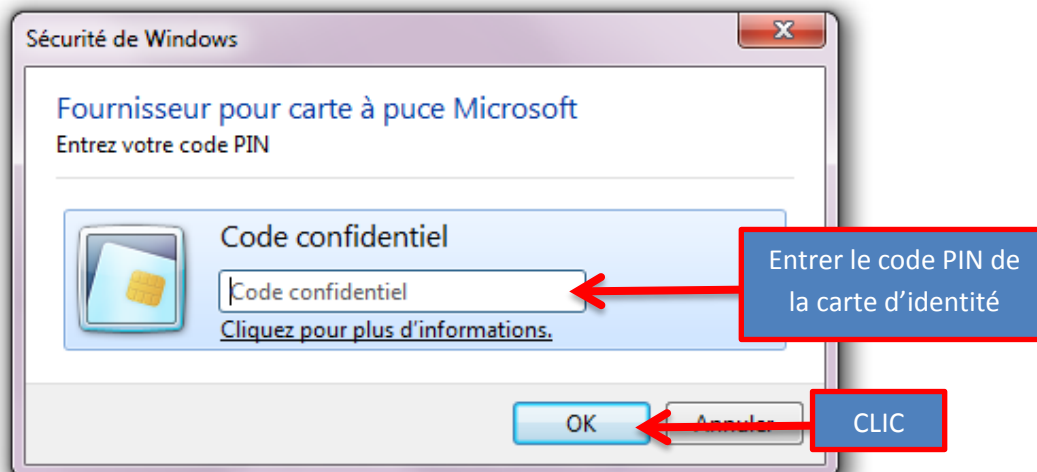 Sécurité de Windows
Fournisseur pour carte à puce Microsoft
Entrez votre code PIN
Code confidentiel
Code confidentiel
Cliquez pour plus d'informations.
Entrer le code PIN de
la carte d’identité
OK
Annuler
CLIC